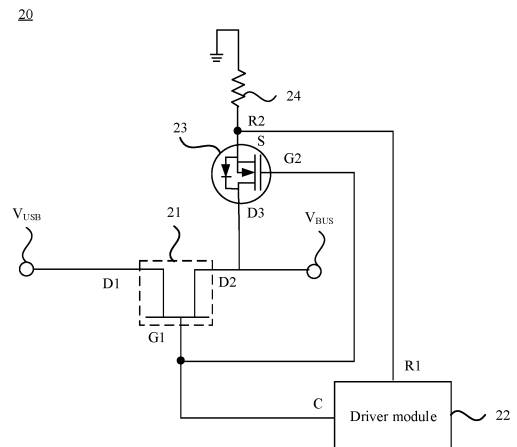 20
24
23
R2
S
G2
D3
V_USB
21
V_BUS
D1
D2
G1
R1
C
Driver module
22